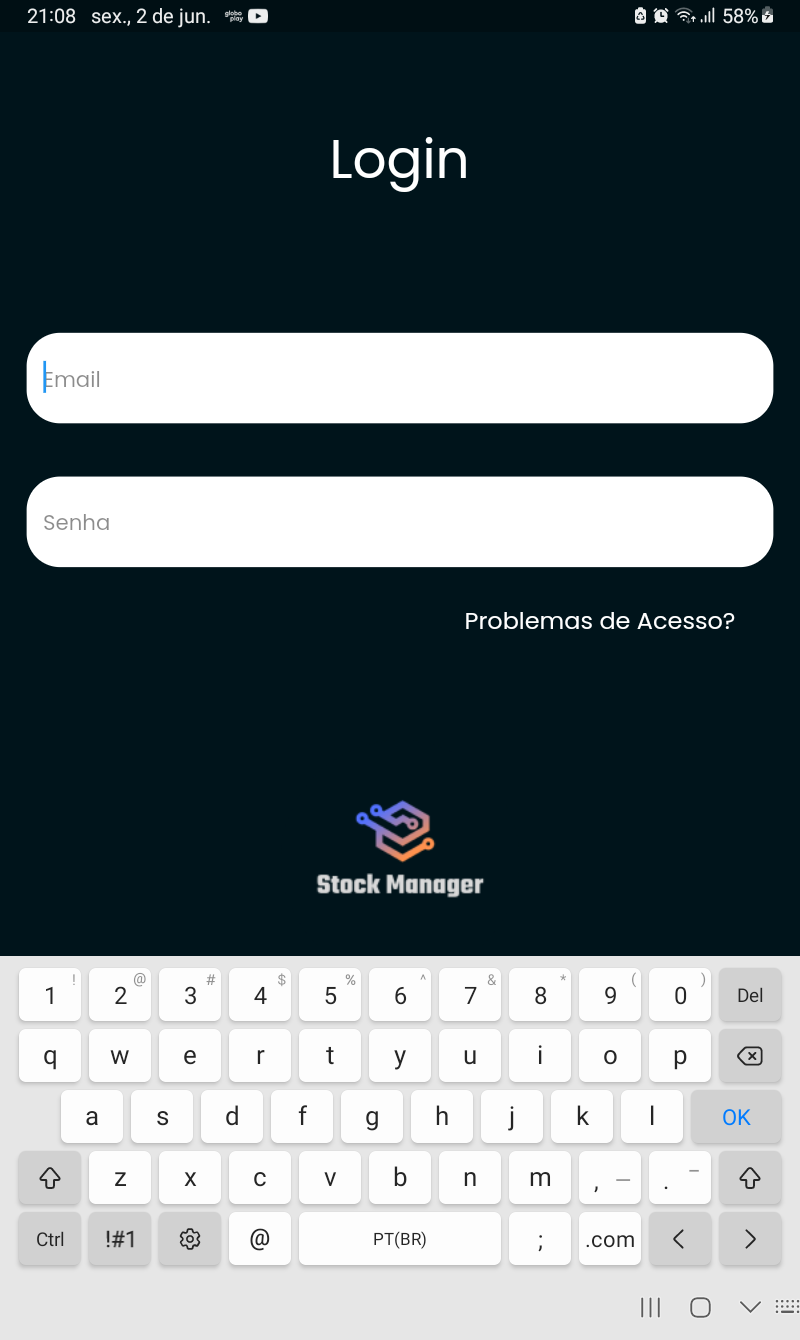 21:08 sex., 2 de jun. globo play 58%
Login
Email
Senha
Problemas de Acesso?
Stock Manager
1 ! 2 @ 3 # 4 $ 5 % 6 ^ 7 & 8 * 9 ( 0 ) Del
q w e r t y u i o p
a s d f g h j k l OK
z x c v b n m , — . –
Ctrl !#1 @ PT(BR) ; .com < >